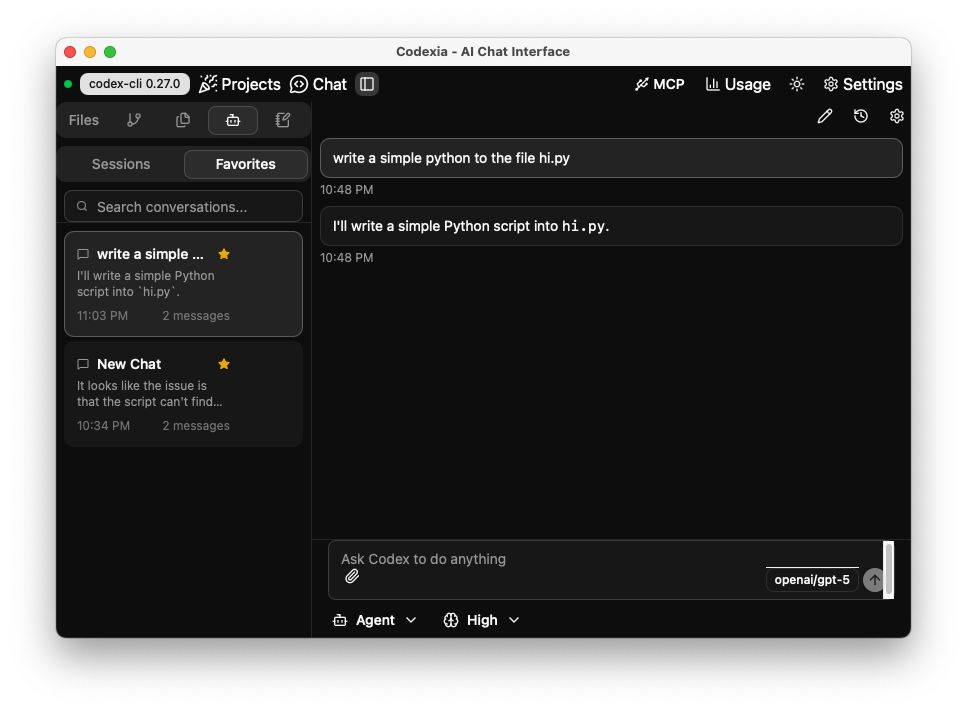 Codexia - AI Chat Interface
codex-cli 0.27.0 Projects Chat MCP Usage Settings
Files
Sessions Favorites
Search conversations...
write a simple ...
I'll write a simple Python
script into `hi.py`.
11:03 PM 2 messages
New Chat
It looks like the issue is
that the script can't find...
10:34 PM 2 messages
write a simple python to the file hi.py
10:48 PM
I'll write a simple Python script into hi.py.
10:48 PM
Ask Codex to do anything
openai/gpt-5
Agent High